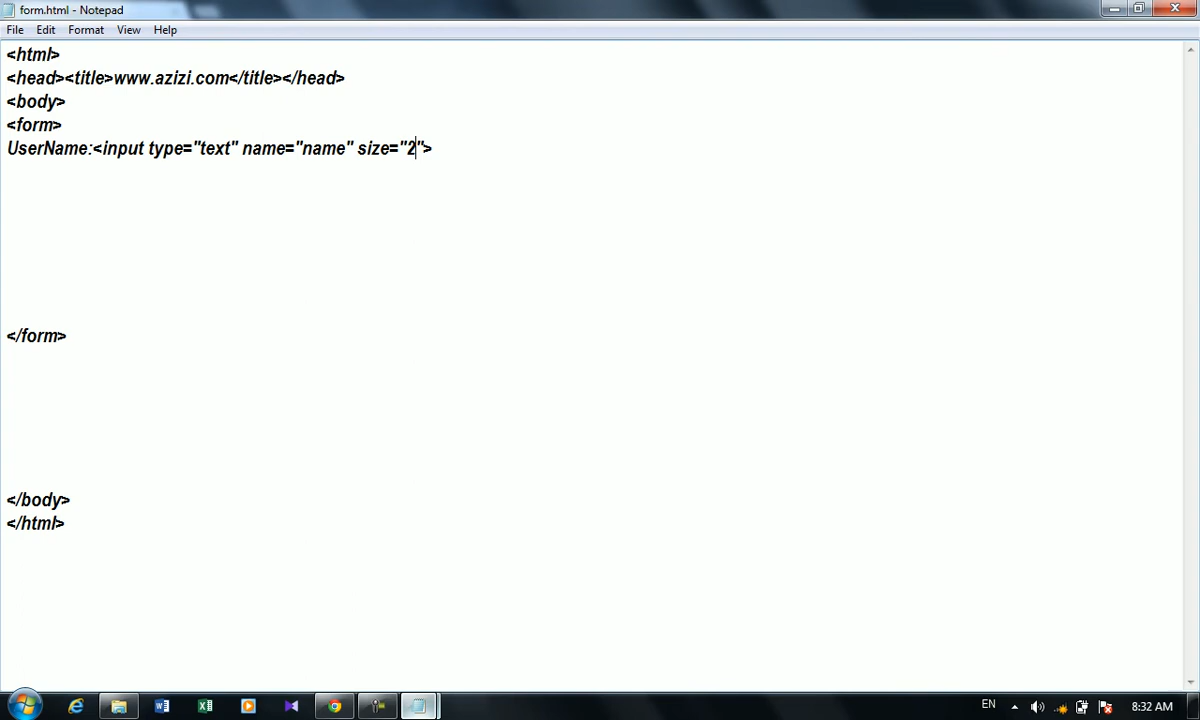 form.html - Notepad
File Edit Format View Help
<html>
<head><title>www.azizi.com</title></head>
<body>
<form>
UserName:<input type="text" name="name" size="2">
</form>
</body>
</html>
EN 8:32 AM